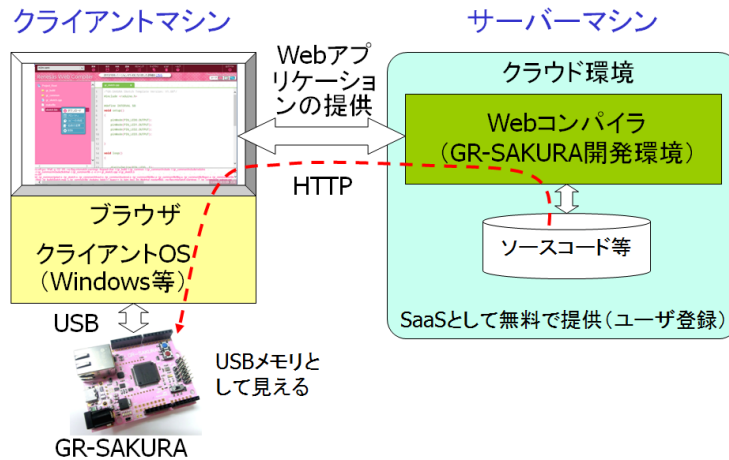 クライアントマシン
サーバーマシン
Webアプ
リケーショ
ンの提供
HTTP
クラウド環境
Webコンパイラ
（GR-SAKURA開発環境）
ソースコード等
SaaSとして無料で提供（ユーザ登録）
ブラウザ
クライアントOS
（Windows等）
USB
USBメモリと
して見える
GR-SAKURA